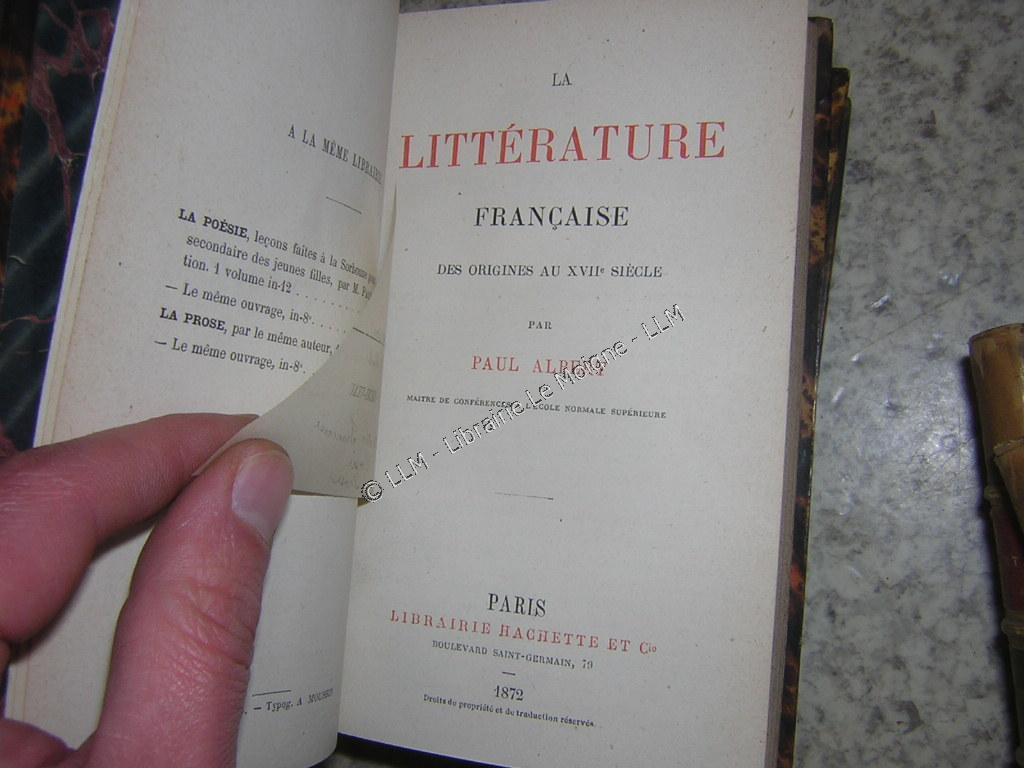 A LA MÊME LIBRAIRIE
LA POÉSIE, leçons faites à la Sorbonne
secondaire des jeunes filles, par M.
tion. 1 volume in-12 . . . . . . .
— Le même ouvrage, in-8°. . . . .
LA PROSE, par le même auteur,
— Le même ouvrage, in-8°.
— Typog. A
LA
LITTÉRATURE
FRANÇAISE
DES ORIGINES AU XVIIe SIÈCLE
PAR
PAUL ALBERT
MAITRE DE CONFÉRENCES ÉCOLE NORMALE SUPÉRIEURE
© LLM - Librairie Le Moigne - LLM
PARIS
LIBRAIRIE HACHETTE ET Cie
BOULEVARD SAINT-GERMAIN, 79
1872
Droits de propriété et de traduction réservés